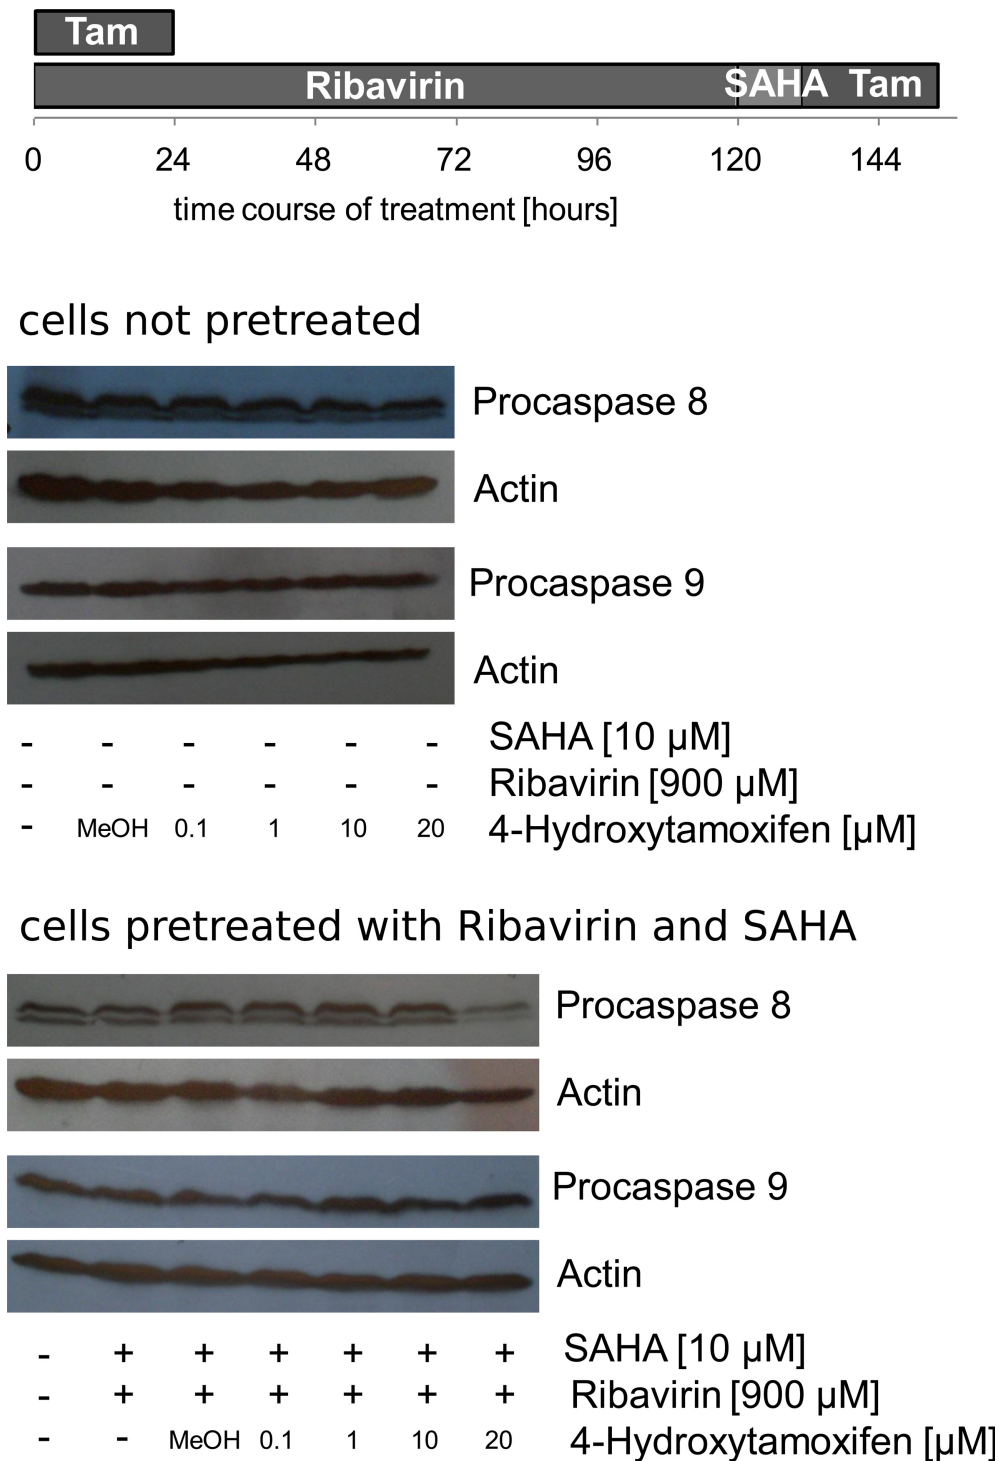 Tam
Ribavirin SAHA Tam
0 24 48 72 96 120 144
time course of treatment [hours]
cells not pretreated
Procaspase 8
Actin
Procaspase 9
Actin
- - - - - - SAHA [10 µM]
- - - - - - Ribavirin [900 µM]
- MeOH 0.1 1 10 20 4-Hydroxytamoxifen [µM]
cells pretreated with Ribavirin and SAHA
Procaspase 8
Actin
Procaspase 9
Actin
- + + + + + + SAHA [10 µM]
- + + + + + + Ribavirin [900 µM]
- - MeOH 0.1 1 10 20 4-Hydroxytamoxifen [µM]